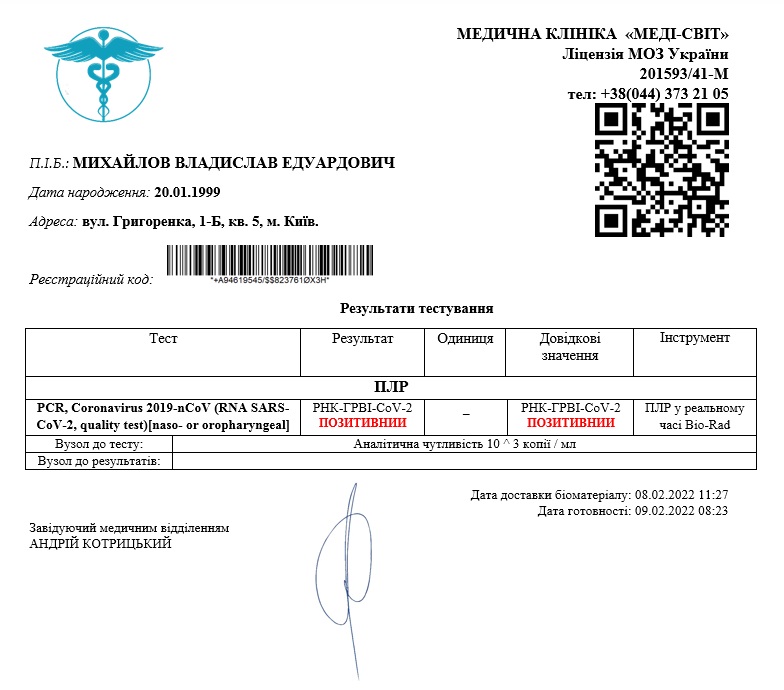 МЕДИЧНА КЛІНІКА «МЕДІ-СВІТ»
Ліцензія МОЗ України
201593/41-М
тел: +38(044) 373 21 05
П.І.Б.: МИХАЙЛОВ ВЛАДИСЛАВ ЕДУАРДОВИЧ
Дата народження: 20.01.1999
Адреса: вул. Григоренка, 1-Б, кв. 5, м. Київ.
Реєстраційний код:
*+A94619545/$$823761ØX3H*
Результати тестування
Тест Результат Одиниця Довідкові значення Інструмент
ПЛР
PCR, Coronavirus 2019-nCoV (RNA SARS-
CoV-2, quality test)[naso- or oropharyngeal]
РНК-ГРВІ-CoV-2
ПОЗИТИВНИИ
–
РНК-ГРВІ-CoV-2
ПОЗИТИВНИИ
ПЛР у реальному
часі Bio-Rad
Вузол до тесту: Аналітична чутливість 10 ^ 3 копії / мл
Вузол до результатів:
Дата доставки біоматеріалу: 08.02.2022 11:27
Дата готовності: 09.02.2022 08:23
Завідуючий медичним відділенням
АНДРІЙ КОТРИЦЬКИЙ